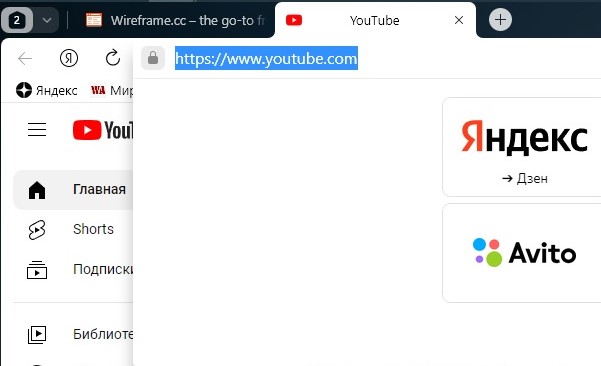 2
Wireframe.cc – the go-to fr
YouTube
Я
https://www.youtube.com
Яндекс
WA Мир
YouT
Яндекс
➔ Дзен
Главная
Shorts
Подписки
Avito
Библиоте